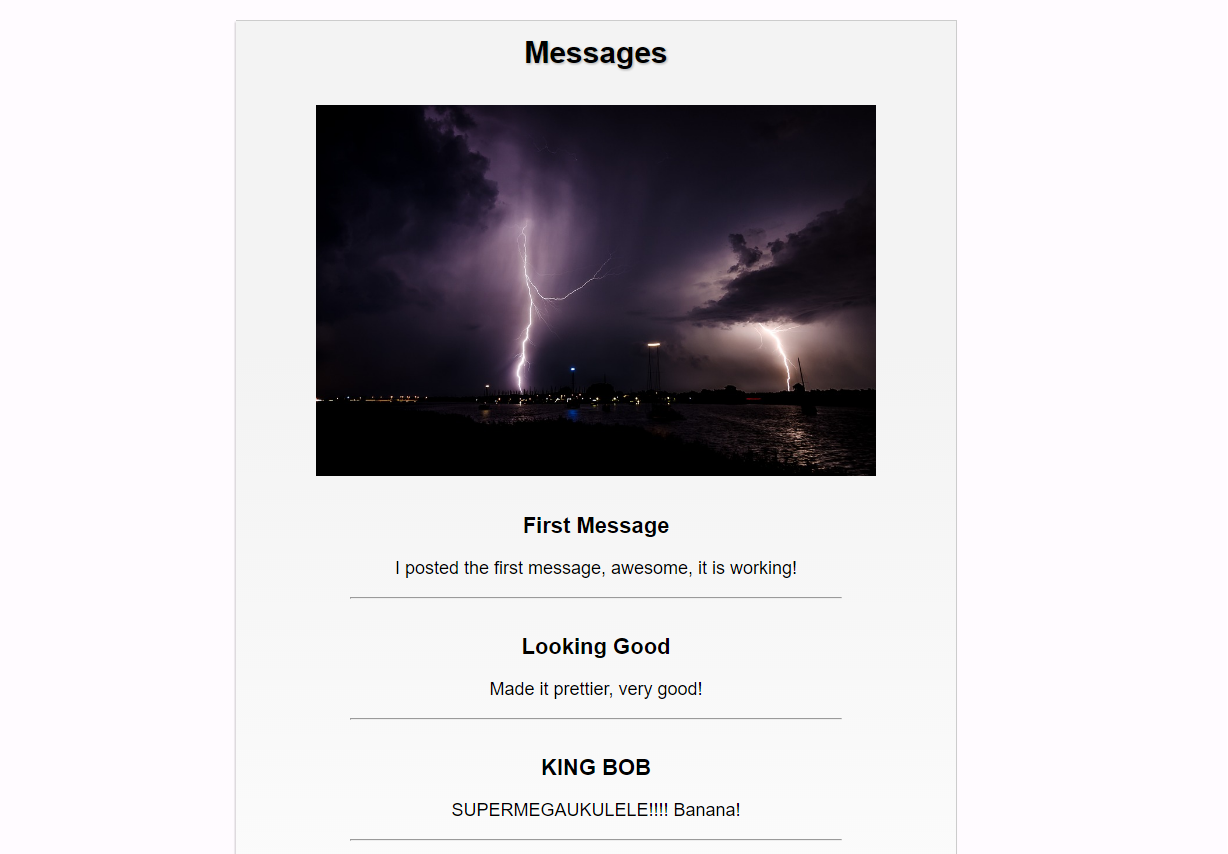 Messages
First Message
I posted the first message, awesome, it is working!
Looking Good
Made it prettier, very good!
KING BOB
SUPERMEGAUKULELE!!!! Banana!